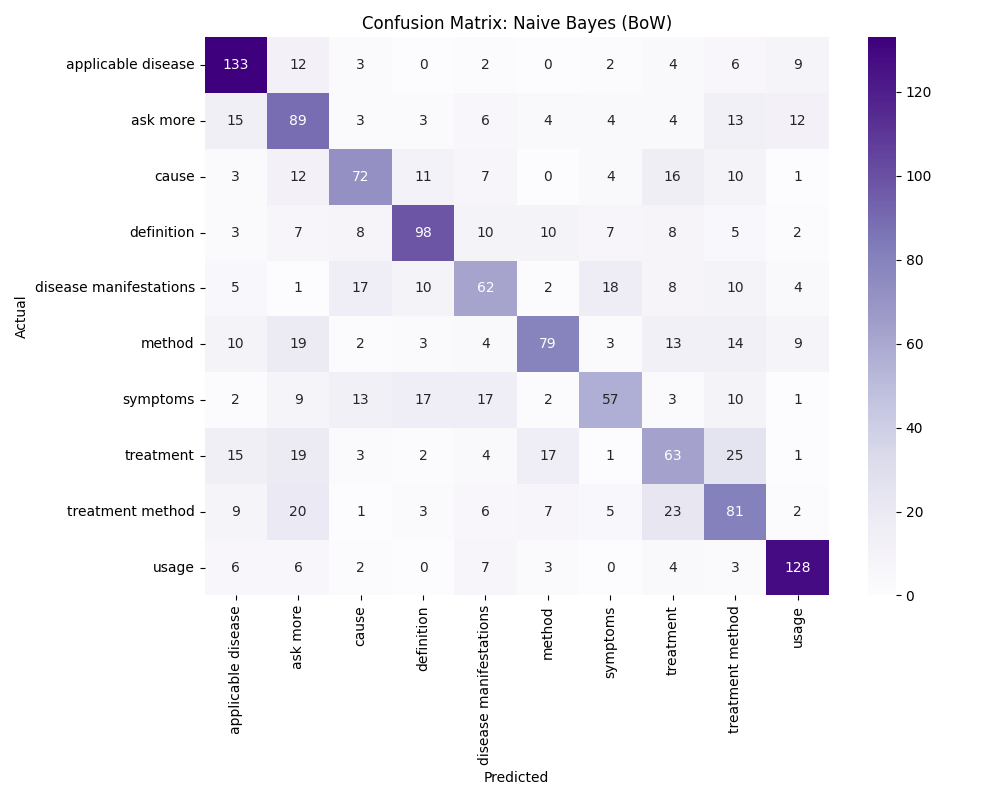 Confusion Matrix: Naive Bayes (BoW)
applicable disease 133 12 3 0 2 0 2 4 6 9
ask more 15 89 3 3 6 4 4 4 13 12
cause 3 12 72 11 7 0 4 16 10 1
definition 3 7 8 98 10 10 7 8 5 2
disease manifestations 5 1 17 10 62 2 18 8 10 4
method 10 19 2 3 4 79 3 13 14 9
symptoms 2 9 13 17 17 2 57 3 10 1
treatment 15 19 3 2 4 17 1 63 25 1
treatment method 9 20 1 3 6 7 5 23 81 2
usage 6 6 2 0 7 3 0 4 3 128
Actual
applicable disease
ask more
cause
definition
disease manifestations
method
symptoms
treatment
treatment method
usage
Predicted
120
100
80
60
40
20
0